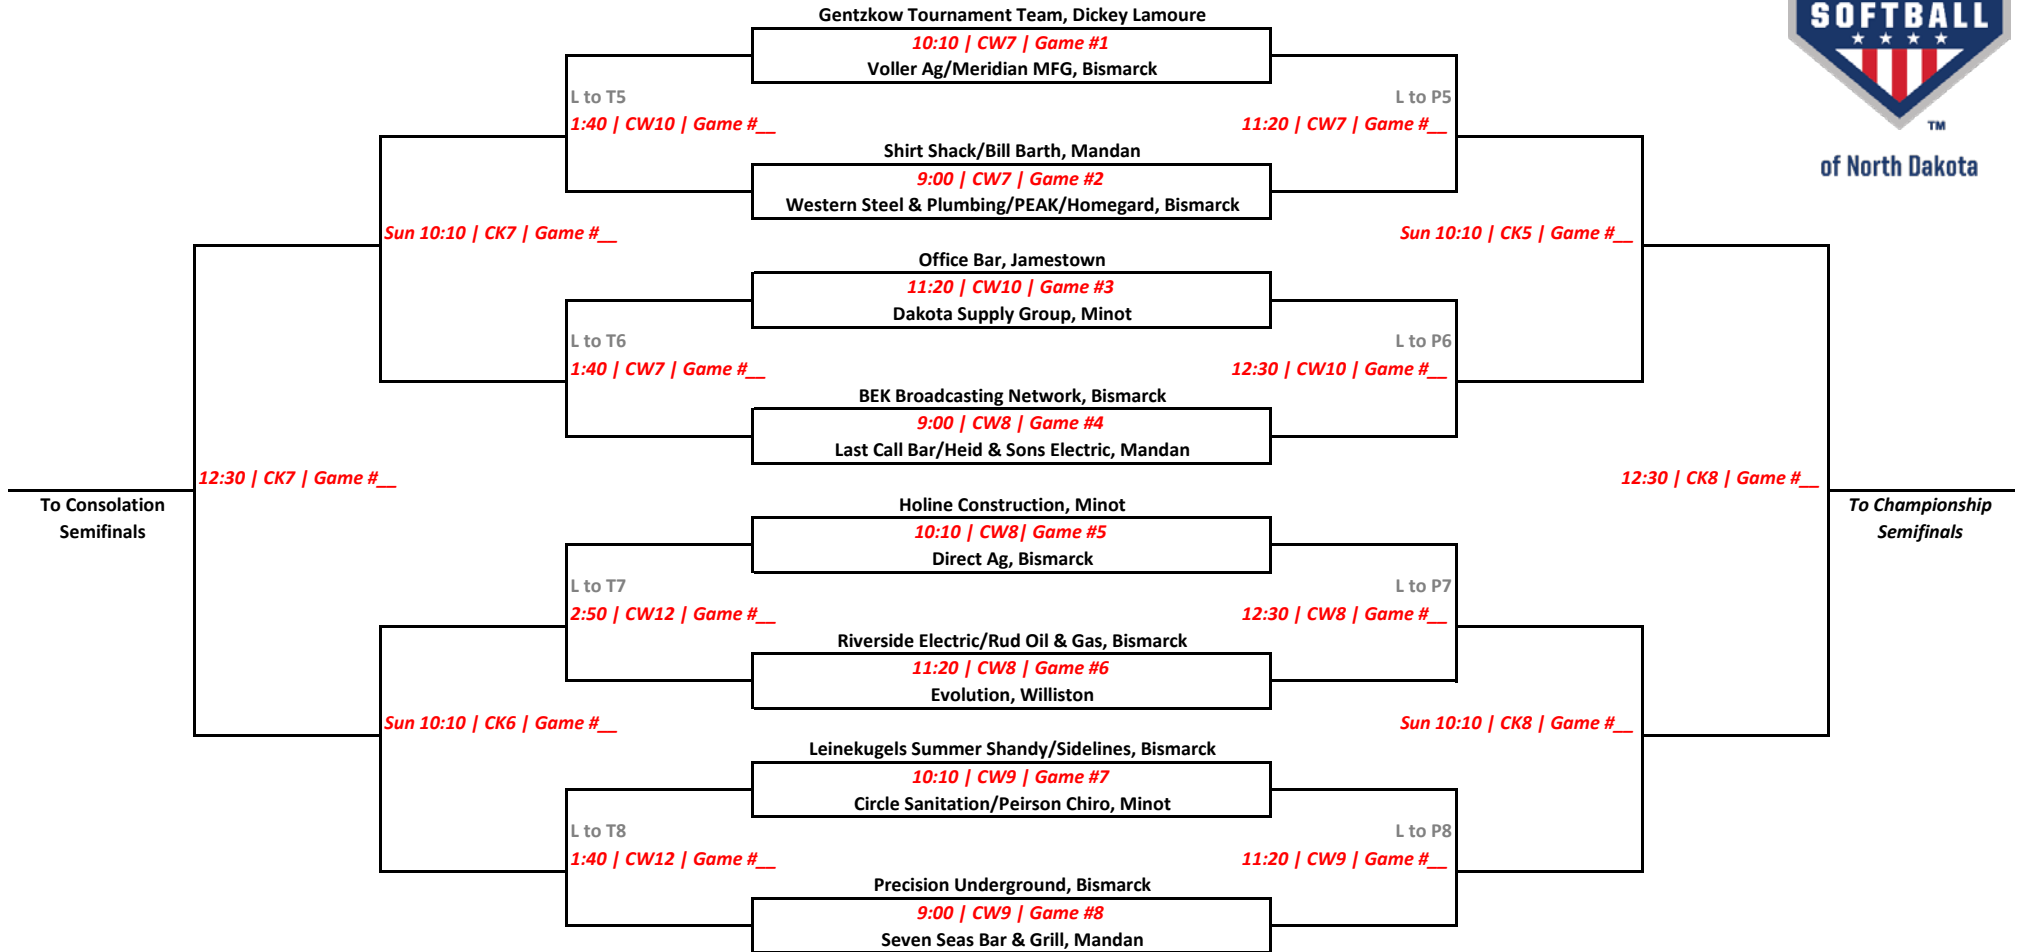 SOFTBALL
TM
of North Dakota
Gentzkow Tournament Team, Dickey Lamoure
10:10 | CW7 | Game #1
Voller Ag/Meridian MFG, Bismarck
L to T5
L to P5
1:40 | CW10 | Game #__
11:20 | CW7 | Game #__
Shirt Shack/Bill Barth, Mandan
9:00 | CW7 | Game #2
Western Steel & Plumbing/PEAK/Homegard, Bismarck
Sun 10:10 | CK7 | Game #__
Sun 10:10 | CK5 | Game #__
Office Bar, Jamestown
11:20 | CW10 | Game #3
Dakota Supply Group, Minot
L to T6
L to P6
1:40 | CW7 | Game #__
12:30 | CW10 | Game #__
BEK Broadcasting Network, Bismarck
9:00 | CW8 | Game #4
Last Call Bar/Heid & Sons Electric, Mandan
12:30 | CK7 | Game #__
12:30 | CK8 | Game #__
To Consolation
Semifinals
To Championship
Semifinals
Holine Construction, Minot
10:10 | CW8| Game #5
Direct Ag, Bismarck
L to T7
L to P7
2:50 | CW12 | Game #__
12:30 | CW8 | Game #__
Riverside Electric/Rud Oil & Gas, Bismarck
11:20 | CW8 | Game #6
Evolution, Williston
Sun 10:10 | CK6 | Game #__
Sun 10:10 | CK8 | Game #__
Leinekugels Summer Shandy/Sidelines, Bismarck
10:10 | CW9 | Game #7
Circle Sanitation/Peirson Chiro, Minot
L to T8
L to P8
1:40 | CW12 | Game #__
11:20 | CW9 | Game #__
Precision Underground, Bismarck
9:00 | CW9 | Game #8
Seven Seas Bar & Grill, Mandan